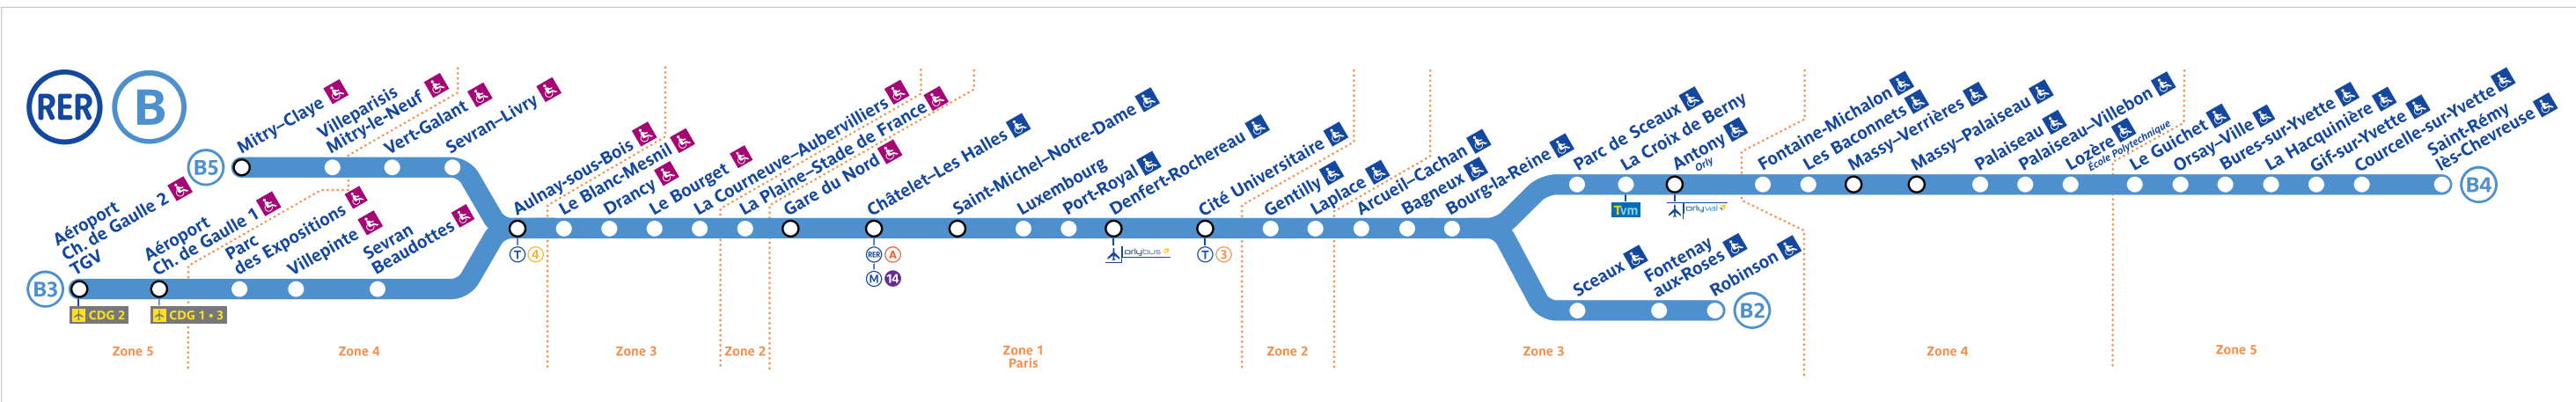 RER B
B5
Mitry–Claye
Villeparisis
Mitry-le-Neuf
Vert-Galant
Sevran–Livry
B3
Aéroport
Ch. de Gaulle 2
TGV
CDG 2
Aéroport
Ch. de Gaulle 1
CDG 1 • 3
Parc
des Expositions
Villepinte
Sevran
Beaudottes
Aulnay-sous-Bois
T 4
Le Blanc-Mesnil
Drancy
Le Bourget
La Courneuve–Aubervilliers
La Plaine–Stade de France
Gare du Nord
Châtelet–Les Halles
RER A
M 14
Saint-Michel–Notre-Dame
Luxembourg
Port-Royal
Denfert-Rochereau
orlybus
Cité Universitaire
T 3
Gentilly
Laplace
Arcueil–Cachan
Bagneux
Bourg-la-Reine
Parc de Sceaux
La Croix de Berny
Tvm
Antony
Orly
orlyval
Fontaine-Michalon
Les Baconnets
Massy–Verrières
Massy–Palaiseau
Palaiseau
Palaiseau–Villebon
Lozère
École Polytechnique
Le Guichet
Orsay-Ville
Bures-sur-Yvette
La Hacquinière
Gif-sur-Yvette
Courcelle-sur-Yvette
Saint-Rémy
lès-Chevreuse
B4
Sceaux
Fontenay
aux-Roses
Robinson
B2
Zone 5
Zone 4
Zone 3
Zone 2
Zone 1
Paris
Zone 2
Zone 3
Zone 4
Zone 5